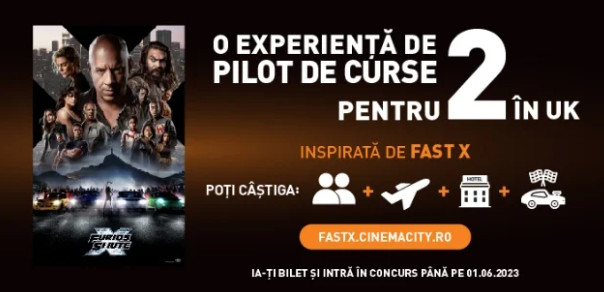 O EXPERIENȚĂ DE
PILOT DE CURSE
PENTRU 2 ÎN UK
INSPIRATĂ DE FAST X
POȚI CÂȘTIGA: + + HOTEL +
FASTX.CINEMACITY.RO
IA-ȚI BILET ȘI INTRĂ ÎN CONCURS PÂNĂ PE 01.06.2023
FURIOS
X
ȘI IUTE